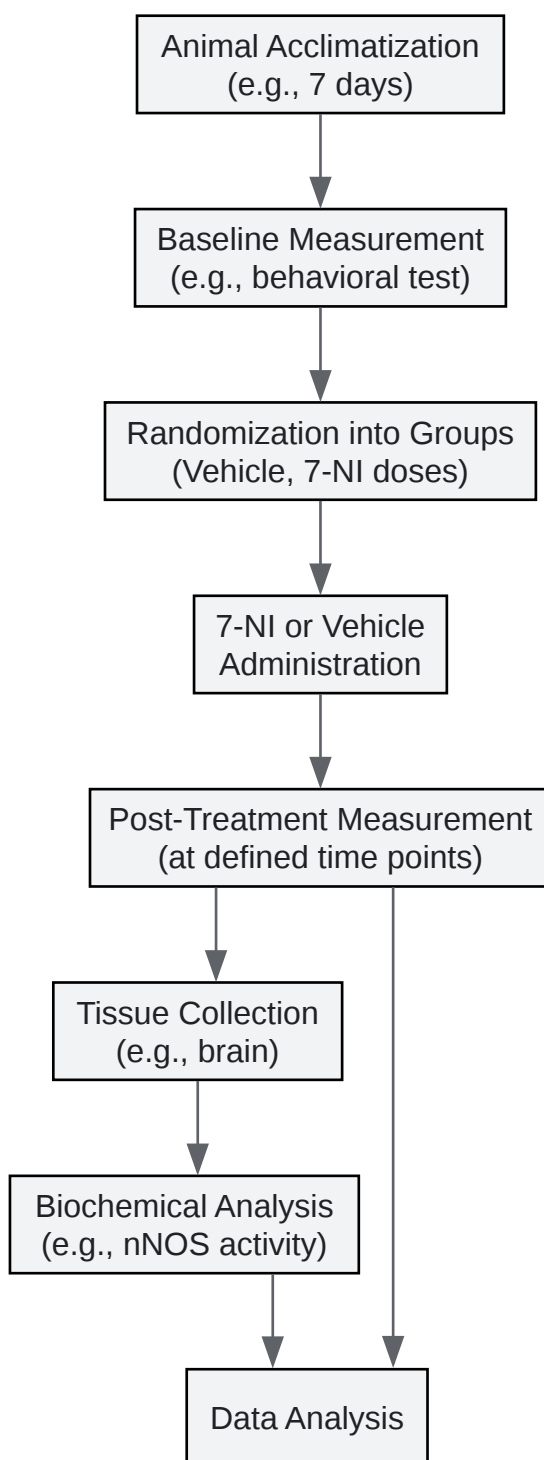 Animal Acclimatization
(e.g., 7 days)
Baseline Measurement
(e.g., behavioral test)
Randomization into Groups
(Vehicle, 7-NI doses)
7-NI or Vehicle
Administration
Post-Treatment Measurement
(at defined time points)
Tissue Collection
(e.g., brain)
Biochemical Analysis
(e.g., nNOS activity)
Data Analysis